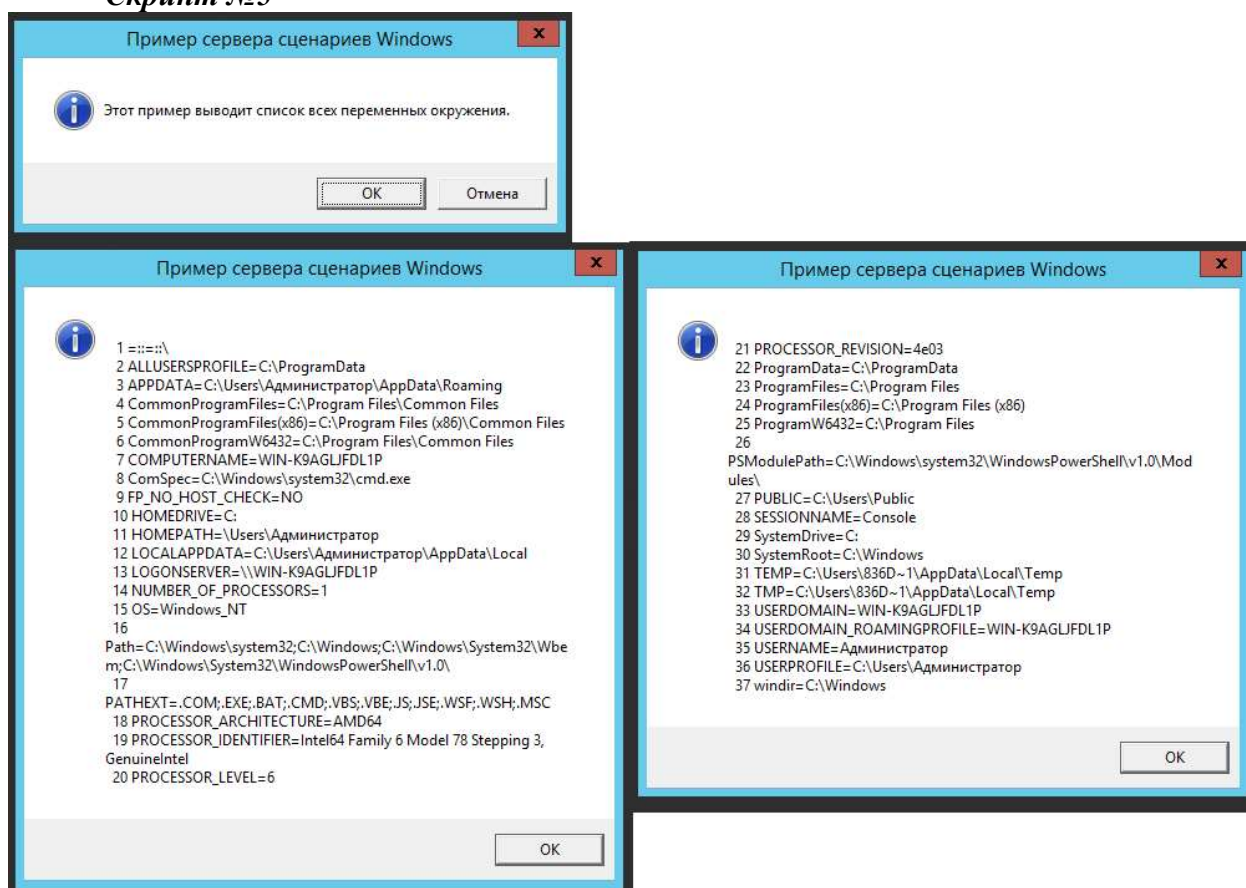 Скрипт №3
Пример сервера сценариев Windows
x
Этот пример выводит список всех переменных окружения.
OK
Отмена
Пример сервера сценариев Windows
x
1 =::=::\
2 ALLUSERSPROFILE=C:\ProgramData
3 APPDATA=C:\Users\Администратор\AppData\Roaming
4 CommonProgramFiles=C:\Program Files\Common Files
5 CommonProgramFiles(x86)=C:\Program Files (x86)\Common Files
6 CommonProgramW6432=C:\Program Files\Common Files
7 COMPUTERNAME=WIN-K9AGLJFDL1P
8 ComSpec=C:\Windows\system32\cmd.exe
9 FP_NO_HOST_CHECK=NO
10 HOMEDRIVE=C:
11 HOMEPATH=\Users\Администратор
12 LOCALAPPDATA=C:\Users\Администратор\AppData\Local
13 LOGONSERVER=\\WIN-K9AGLJFDL1P
14 NUMBER_OF_PROCESSORS=1
15 OS=Windows_NT
16
Path=C:\Windows\system32;C:\Windows;C:\Windows\System32\Wbe
m;C:\Windows\System32\WindowsPowerShell\v1.0\
17
PATHEXT=.COM;.EXE;.BAT;.CMD;.VBS;.VBE;.JS;.JSE;.WSF;.WSH;.MSC
18 PROCESSOR_ARCHITECTURE=AMD64
19 PROCESSOR_IDENTIFIER=Intel64 Family 6 Model 78 Stepping 3,
GenuineIntel
20 PROCESSOR_LEVEL=6
OK
Пример сервера сценариев Windows
x
21 PROCESSOR_REVISION=4e03
22 ProgramData=C:\ProgramData
23 ProgramFiles=C:\Program Files
24 ProgramFiles(x86)=C:\Program Files (x86)
25 ProgramW6432=C:\Program Files
26
PSModulePath=C:\Windows\system32\WindowsPowerShell\v1.0\Mod
ules\
27 PUBLIC=C:\Users\Public
28 SESSIONNAME=Console
29 SystemDrive=C:
30 SystemRoot=C:\Windows
31 TEMP=C:\Users\836D~1\AppData\Local\Temp
32 TMP=C:\Users\836D~1\AppData\Local\Temp
33 USERDOMAIN=WIN-K9AGLJFDL1P
34 USERDOMAIN_ROAMINGPROFILE=WIN-K9AGLJFDL1P
35 USERNAME=Администратор
36 USERPROFILE=C:\Users\Администратор
37 windir=C:\Windows
OK